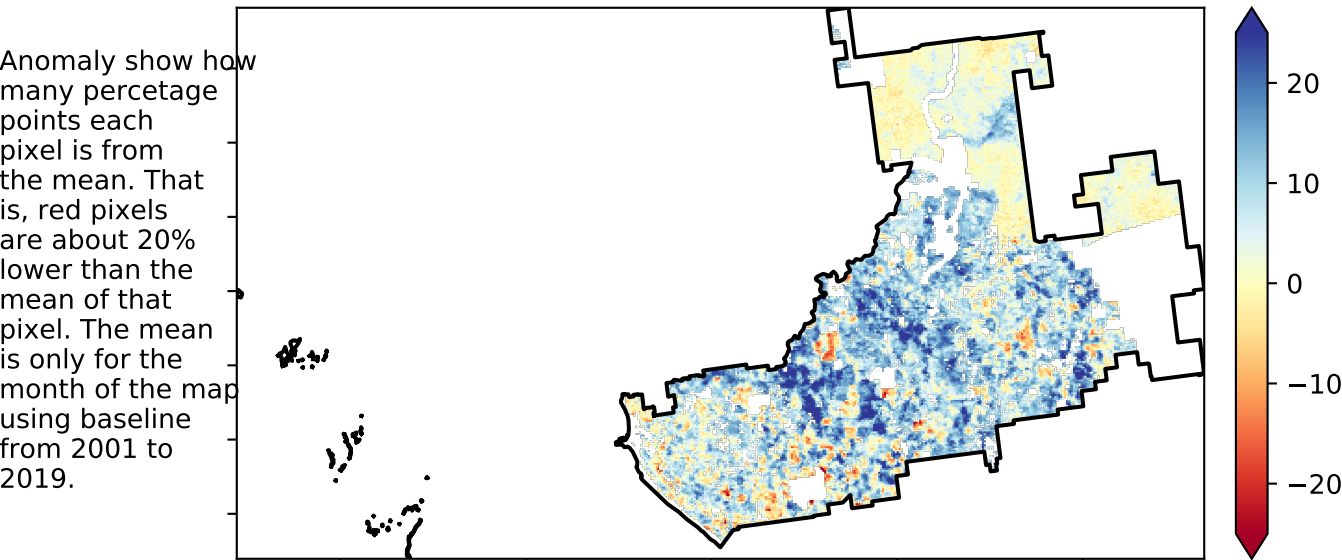 Anomaly show how
many percetage
points each
pixel is from
the mean. That
is, red pixels
are about 20%
lower than the
mean of that
pixel. The mean
is only for the
month of the map
using baseline
from 2001 to
2019.
20
10
0
−10
−20